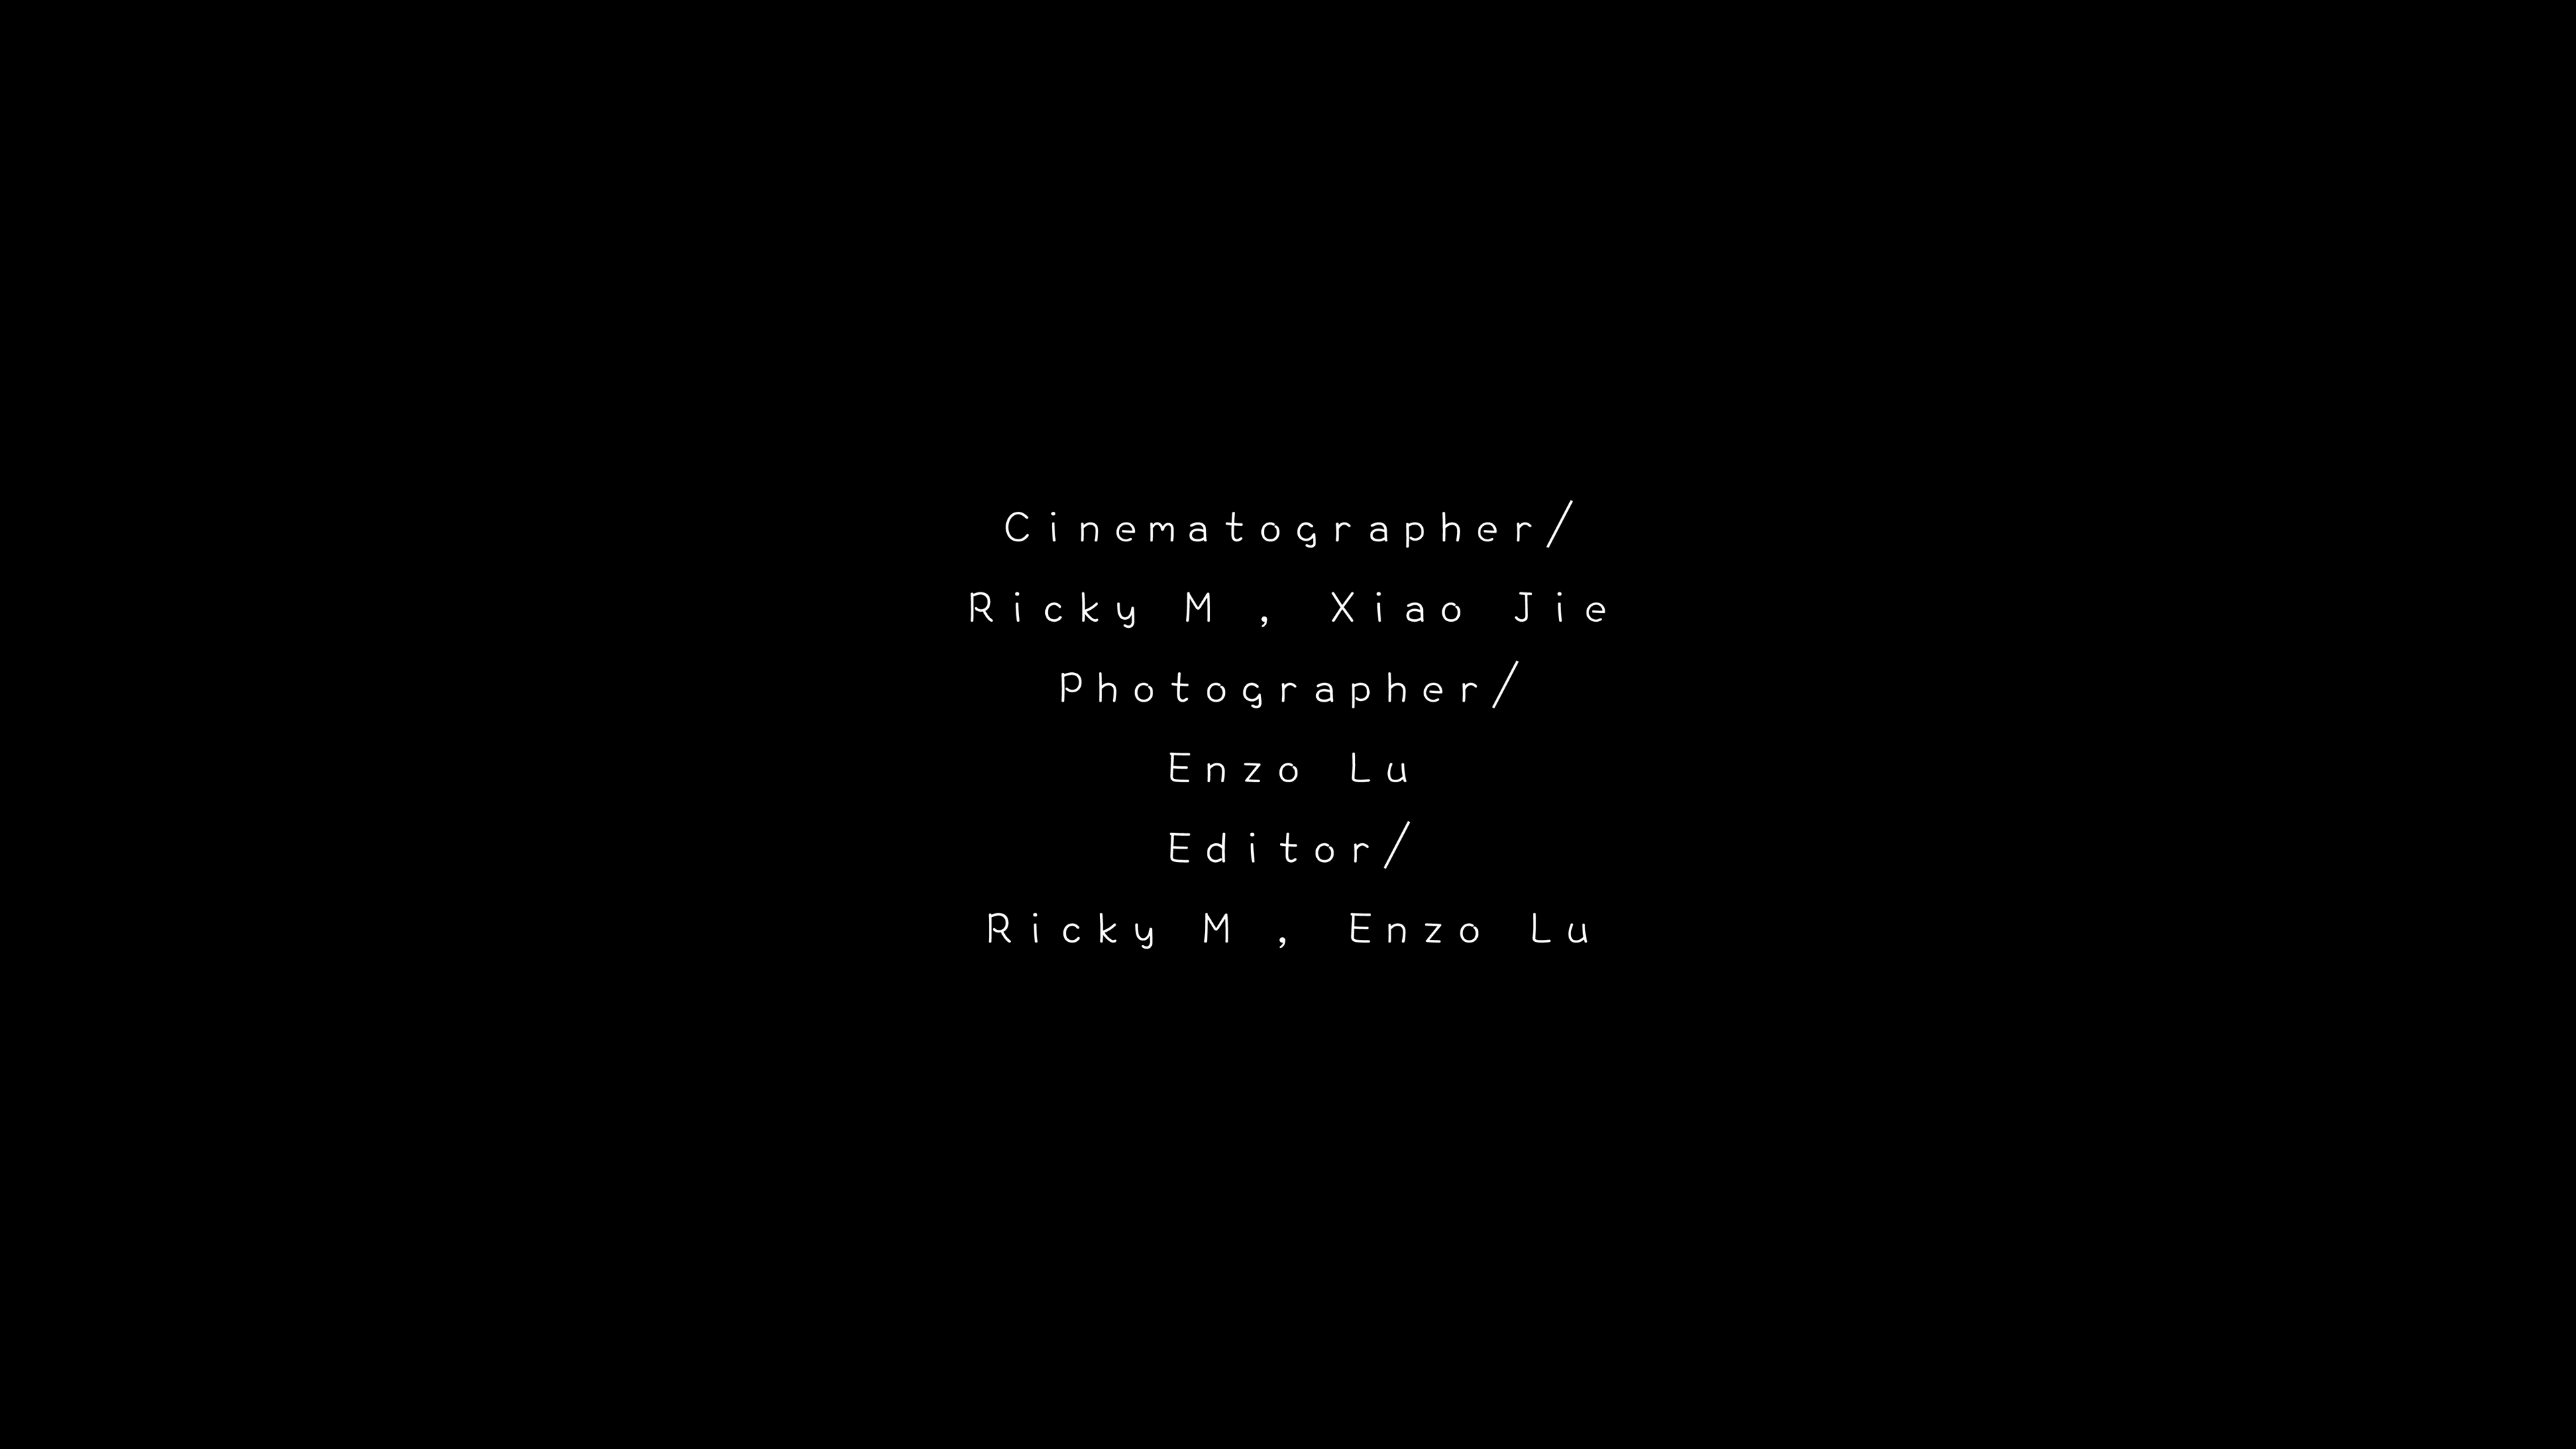 Cinematographer/
Ricky M , Xiao Jie
Photographer/
Enzo Lu
Editor/
Ricky M , Enzo Lu